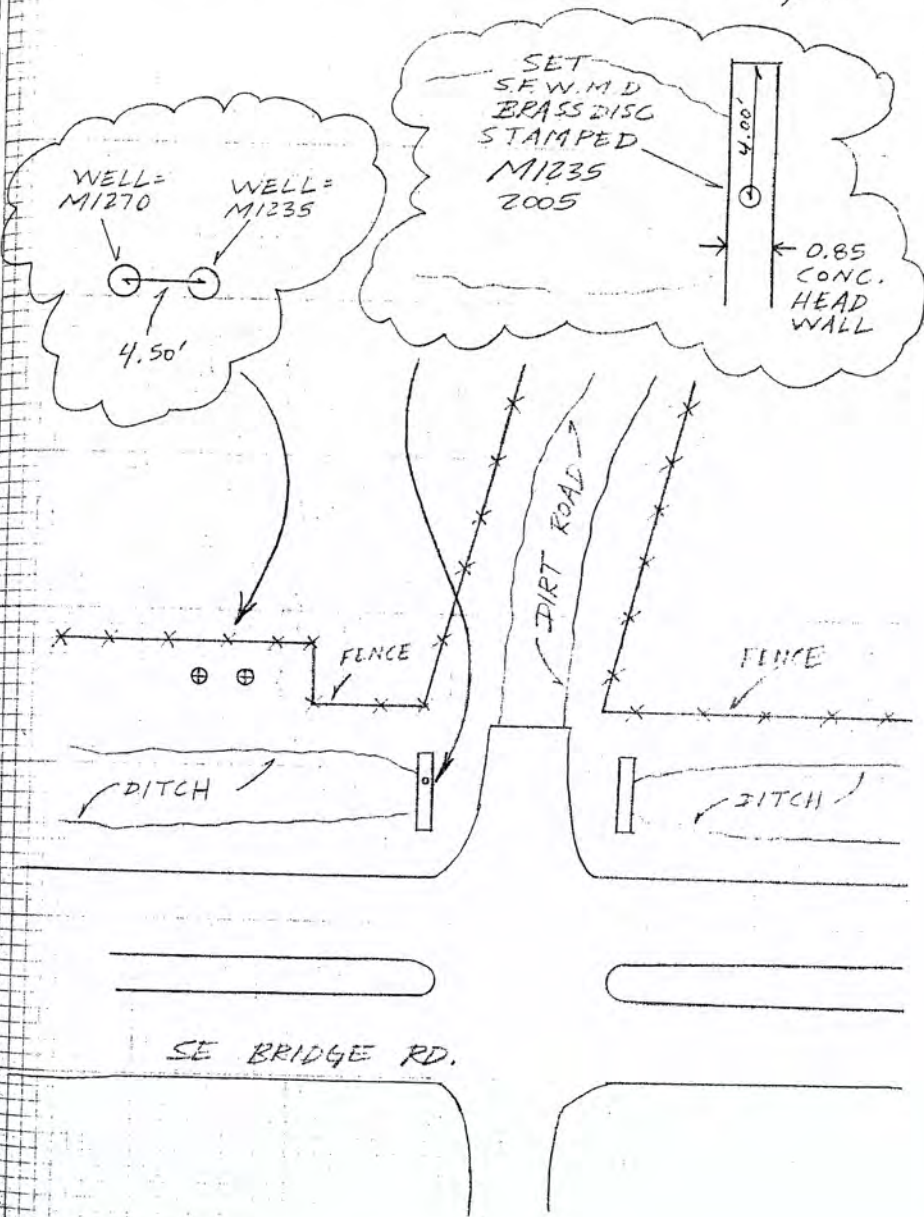 WELL=
M1270
WELL=
M1235
4.50'
SET
S.F.W.M.D
BRASS DISC
STAMPED
M1235
2005
4.00'
0.85
CONC.
HEAD
WALL
DIRT ROAD
FENCE
FENCE
DITCH
DITCH
SE BRIDGE RD.